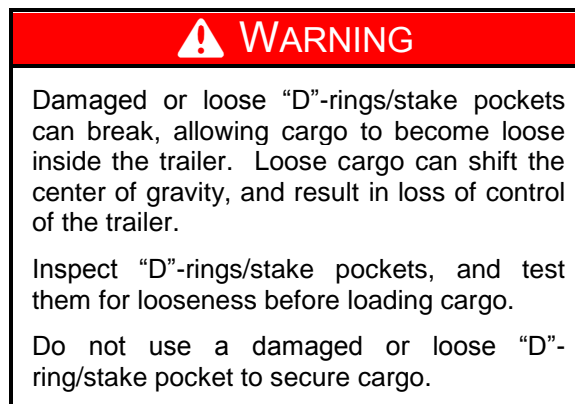 WARNING
Damaged or loose “D”-rings/stake pockets
can break, allowing cargo to become loose
inside the trailer. Loose cargo can shift the
center of gravity, and result in loss of control
of the trailer.
Inspect “D”-rings/stake pockets, and test
them for looseness before loading cargo.
Do not use a damaged or loose “D”-
ring/stake pocket to secure cargo.